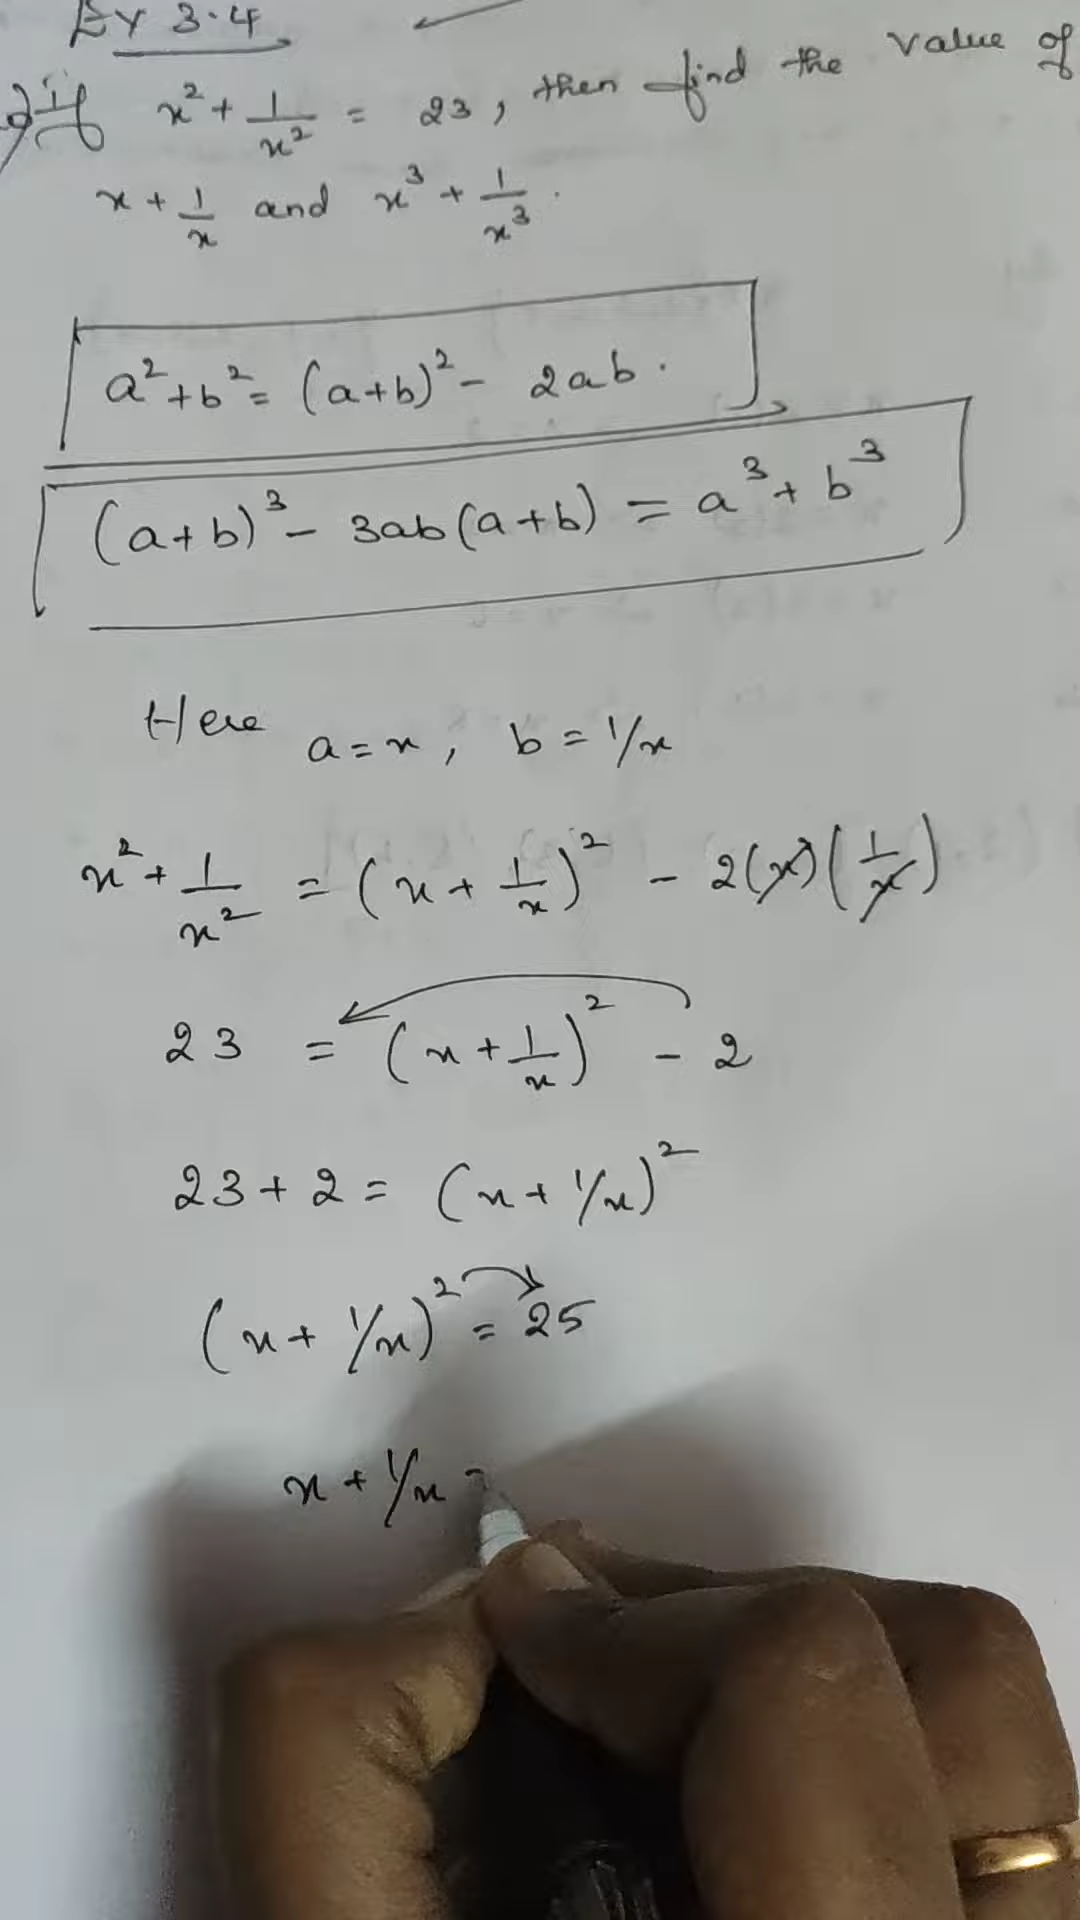 Ex 3.4
If x² + 1/x² = 23, then find the value of
x + 1/x and x³ + 1/x³.
a² + b² = (a+b)² - 2ab.
(a+b)³ - 3ab(a+b) = a³ + b³
Here a = x, b = 1/x
x² + 1/x² = (x + 1/x)² - 2(x)(1/x)
23 = (x + 1/x)² - 2
23 + 2 = (x + 1/x)²
(x + 1/x)² = 25
x + 1/x =